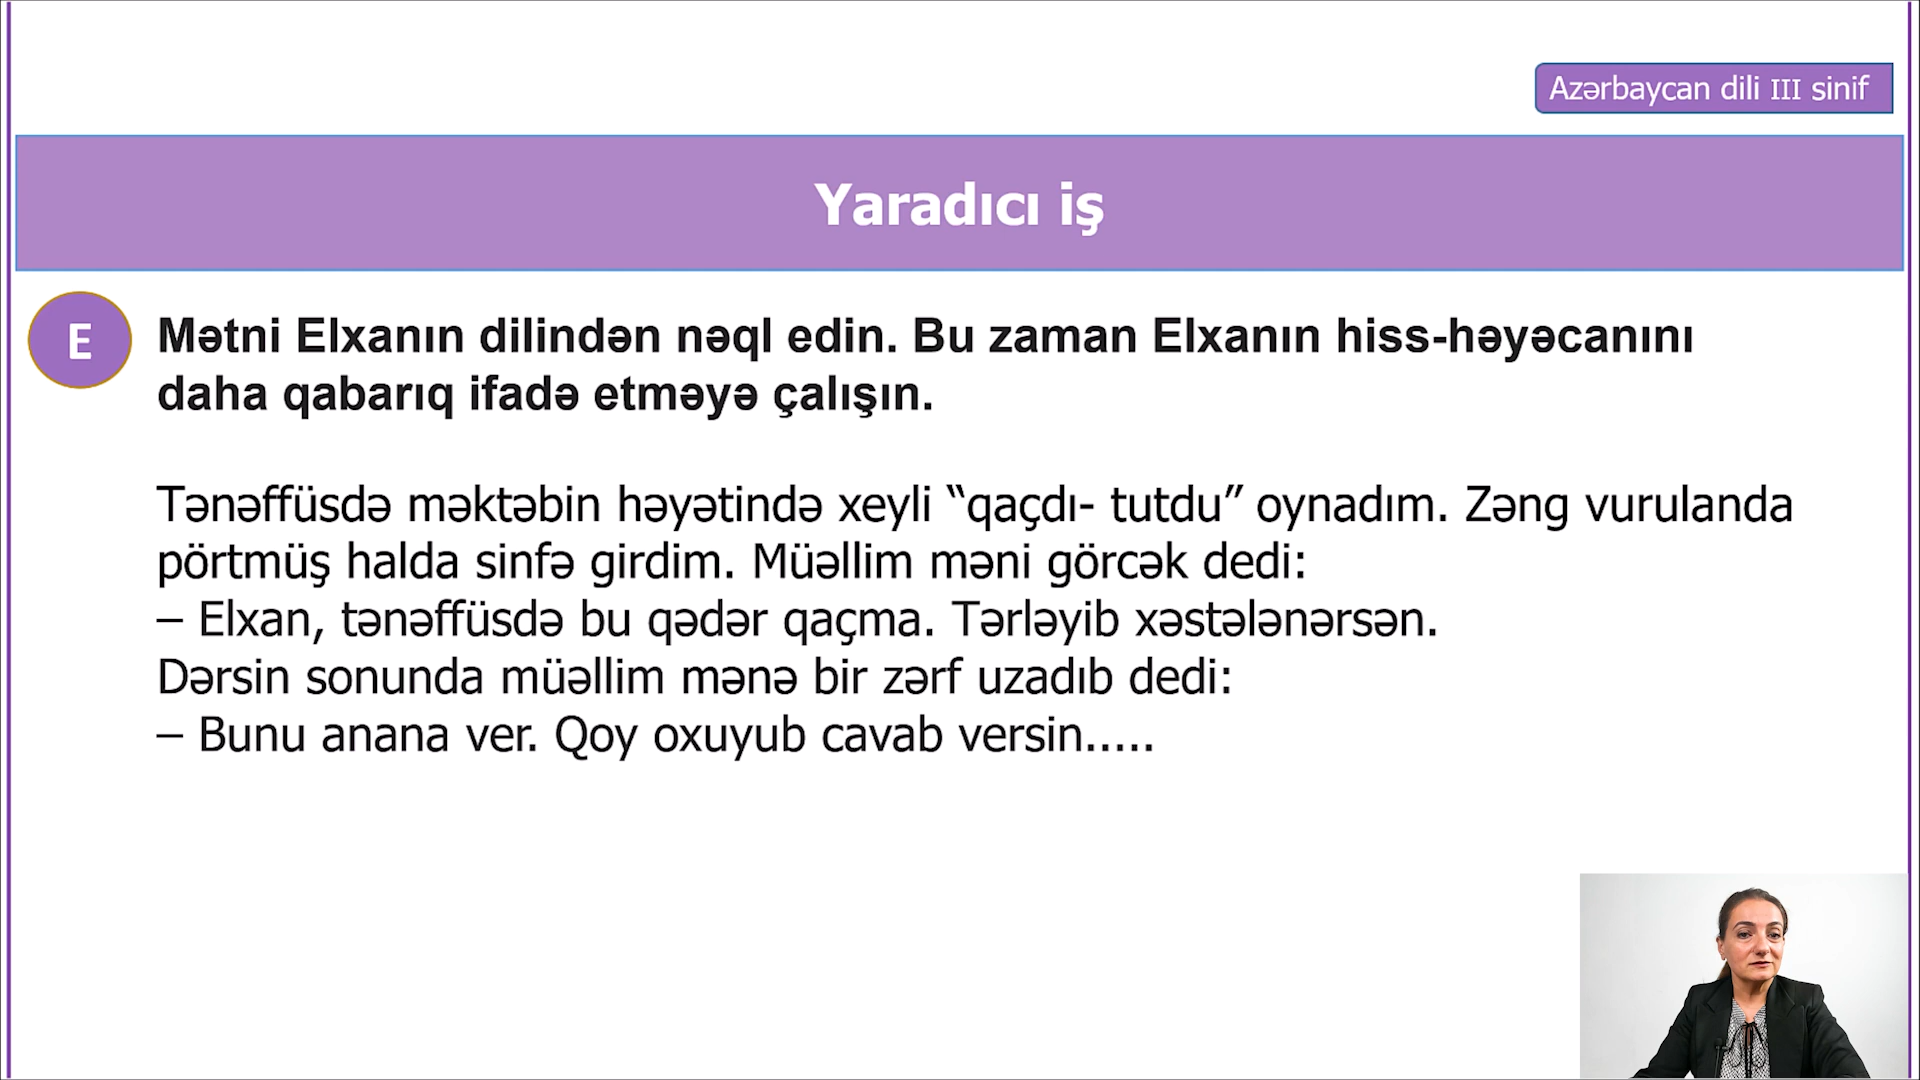 Azərbaycan dili III sinif
Yaradıcı iş
E
Mətni Elxanın dilindən nəql edin. Bu zaman Elxanın hiss-həyəcanını
daha qabarıq ifadə etməyə çalışın.
Tənəffüsdə məktəbin həyətində xeyli “qaçdı- tutdu” oynadım. Zəng vurulanda
pörtmüş halda sinfə girdim. Müəllim məni görcək dedi:
– Elxan, tənəffüsdə bu qədər qaçma. Tərləyib xəstələnərsən.
Dərsin sonunda müəllim mənə bir zərf uzadıb dedi:
– Bunu anana ver. Qoy oxuyub cavab versin.....